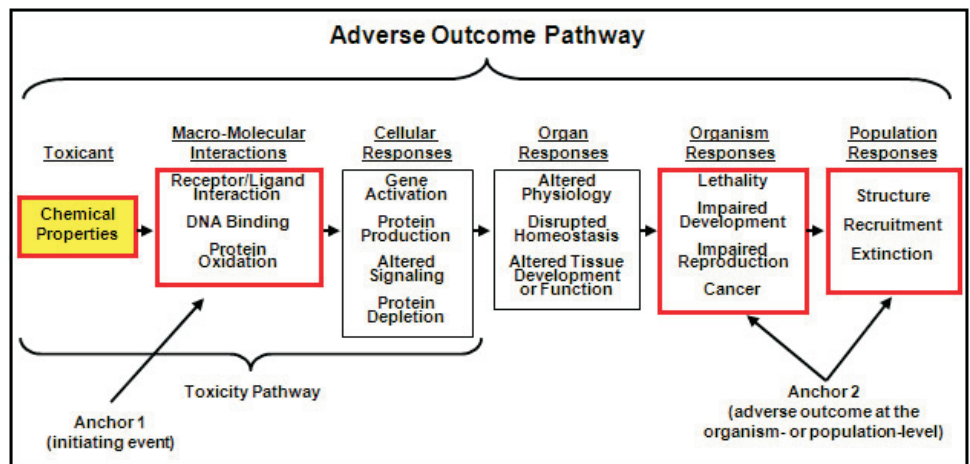 Adverse Outcome Pathway
Toxicant
Chemical
Properties
Macro-Molecular
Interactions
Receptor/Ligand
Interaction
DNA Binding
Protein
Oxidation
Cellular
Responses
Gene
Activation
Protein
Production
Altered
Signaling
Protein
Depletion
Organ
Responses
Altered
Physiology
Disrupted
Homeostasis
Altered Tissue
Development
or Function
Organism
Responses
Lethality
Impaired
Development
Impaired
Reproduction
Cancer
Population
Responses
Structure
Recruitment
Extinction
Toxicity Pathway
Anchor 1
(initiating event)
Anchor 2
(adverse outcome at the
organism- or population-level)